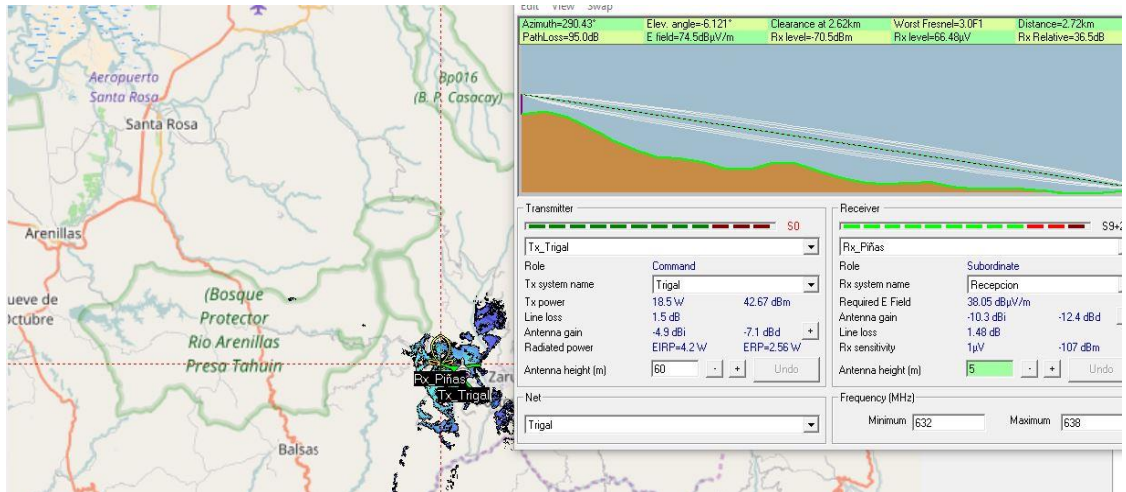 Edit View Swap
Azimuth=290.43° Elev. angle=-6.121° Clearance at 2.62km Worst Fresnel=3.0F1 Distance=2.72km
PathLoss=95.0dB E field=74.5dBµV/m Rx level=-70.5dBm Rx level=66.48µV Rx Relative=36.5dB
Aeropuerto
Santa Rosa
Bp016
(B. P. Casacay)
Santa Rosa
Arenillas
(Bosque
Protector
Rio Arenillas
Presa Tahuin
ueve de
Octubre
Rx_Piñas
Tx_Trigal
Zaru
Balsas
Transmitter
S0
Tx_Trigal
Role Command
Tx system name Trigal
Tx power 18.5 W 42.67 dBm
Line loss 1.5 dB
Antenna gain -4.9 dBi -7.1 dBd +
Radiated power EIRP=4.2 W ERP=2.56 W
Antenna height (m) 60 - + Undo
Net
Trigal
Receiver
S9+2
Rx_Piñas
Role Subordinate
Rx system name Recepcion
Required E Field 38.05 dBµV/m
Antenna gain -10.3 dBi -12.4 dBd
Line loss 1.48 dB
Rx sensitivity 1µV -107 dBm
Antenna height (m) 5 - + Undo
Frequency (MHz)
Minimum 632 Maximum 638